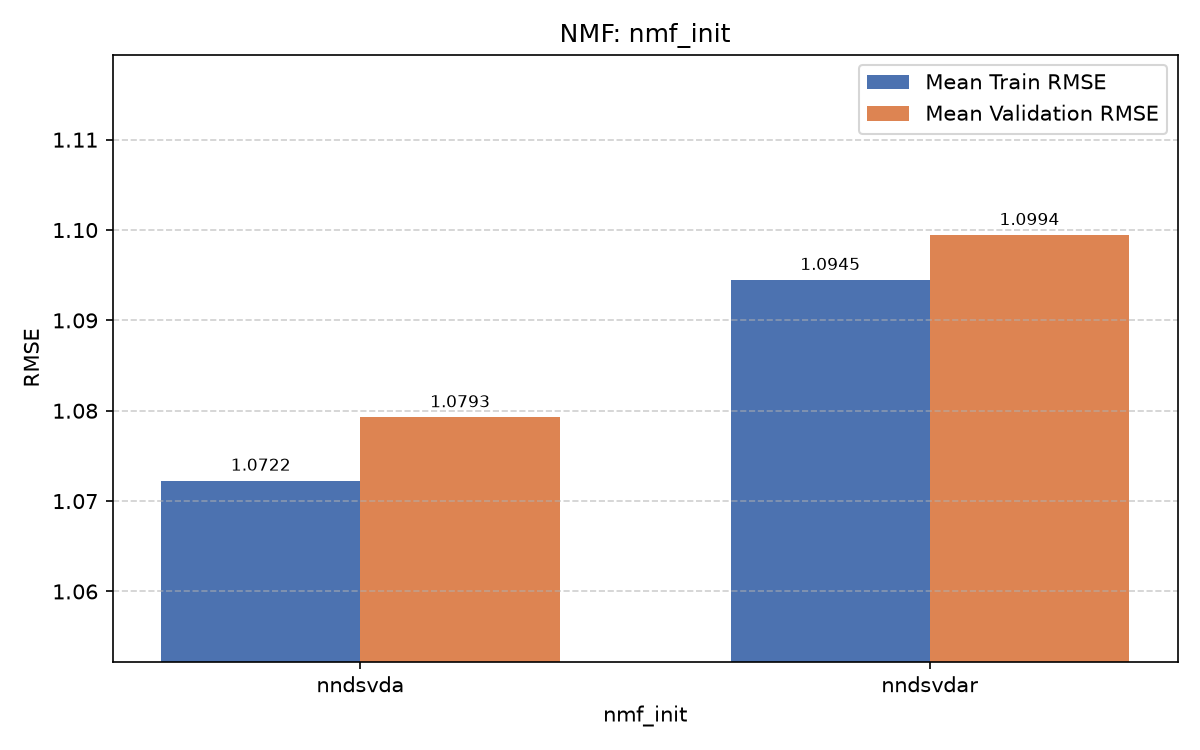 NMF: nmf_init
Mean Train RMSE
Mean Validation RMSE
RMSE
1.11
1.10
1.09
1.08
1.07
1.06
1.0722
1.0793
1.0945
1.0994
nndsvda
nndsvdar
nmf_init